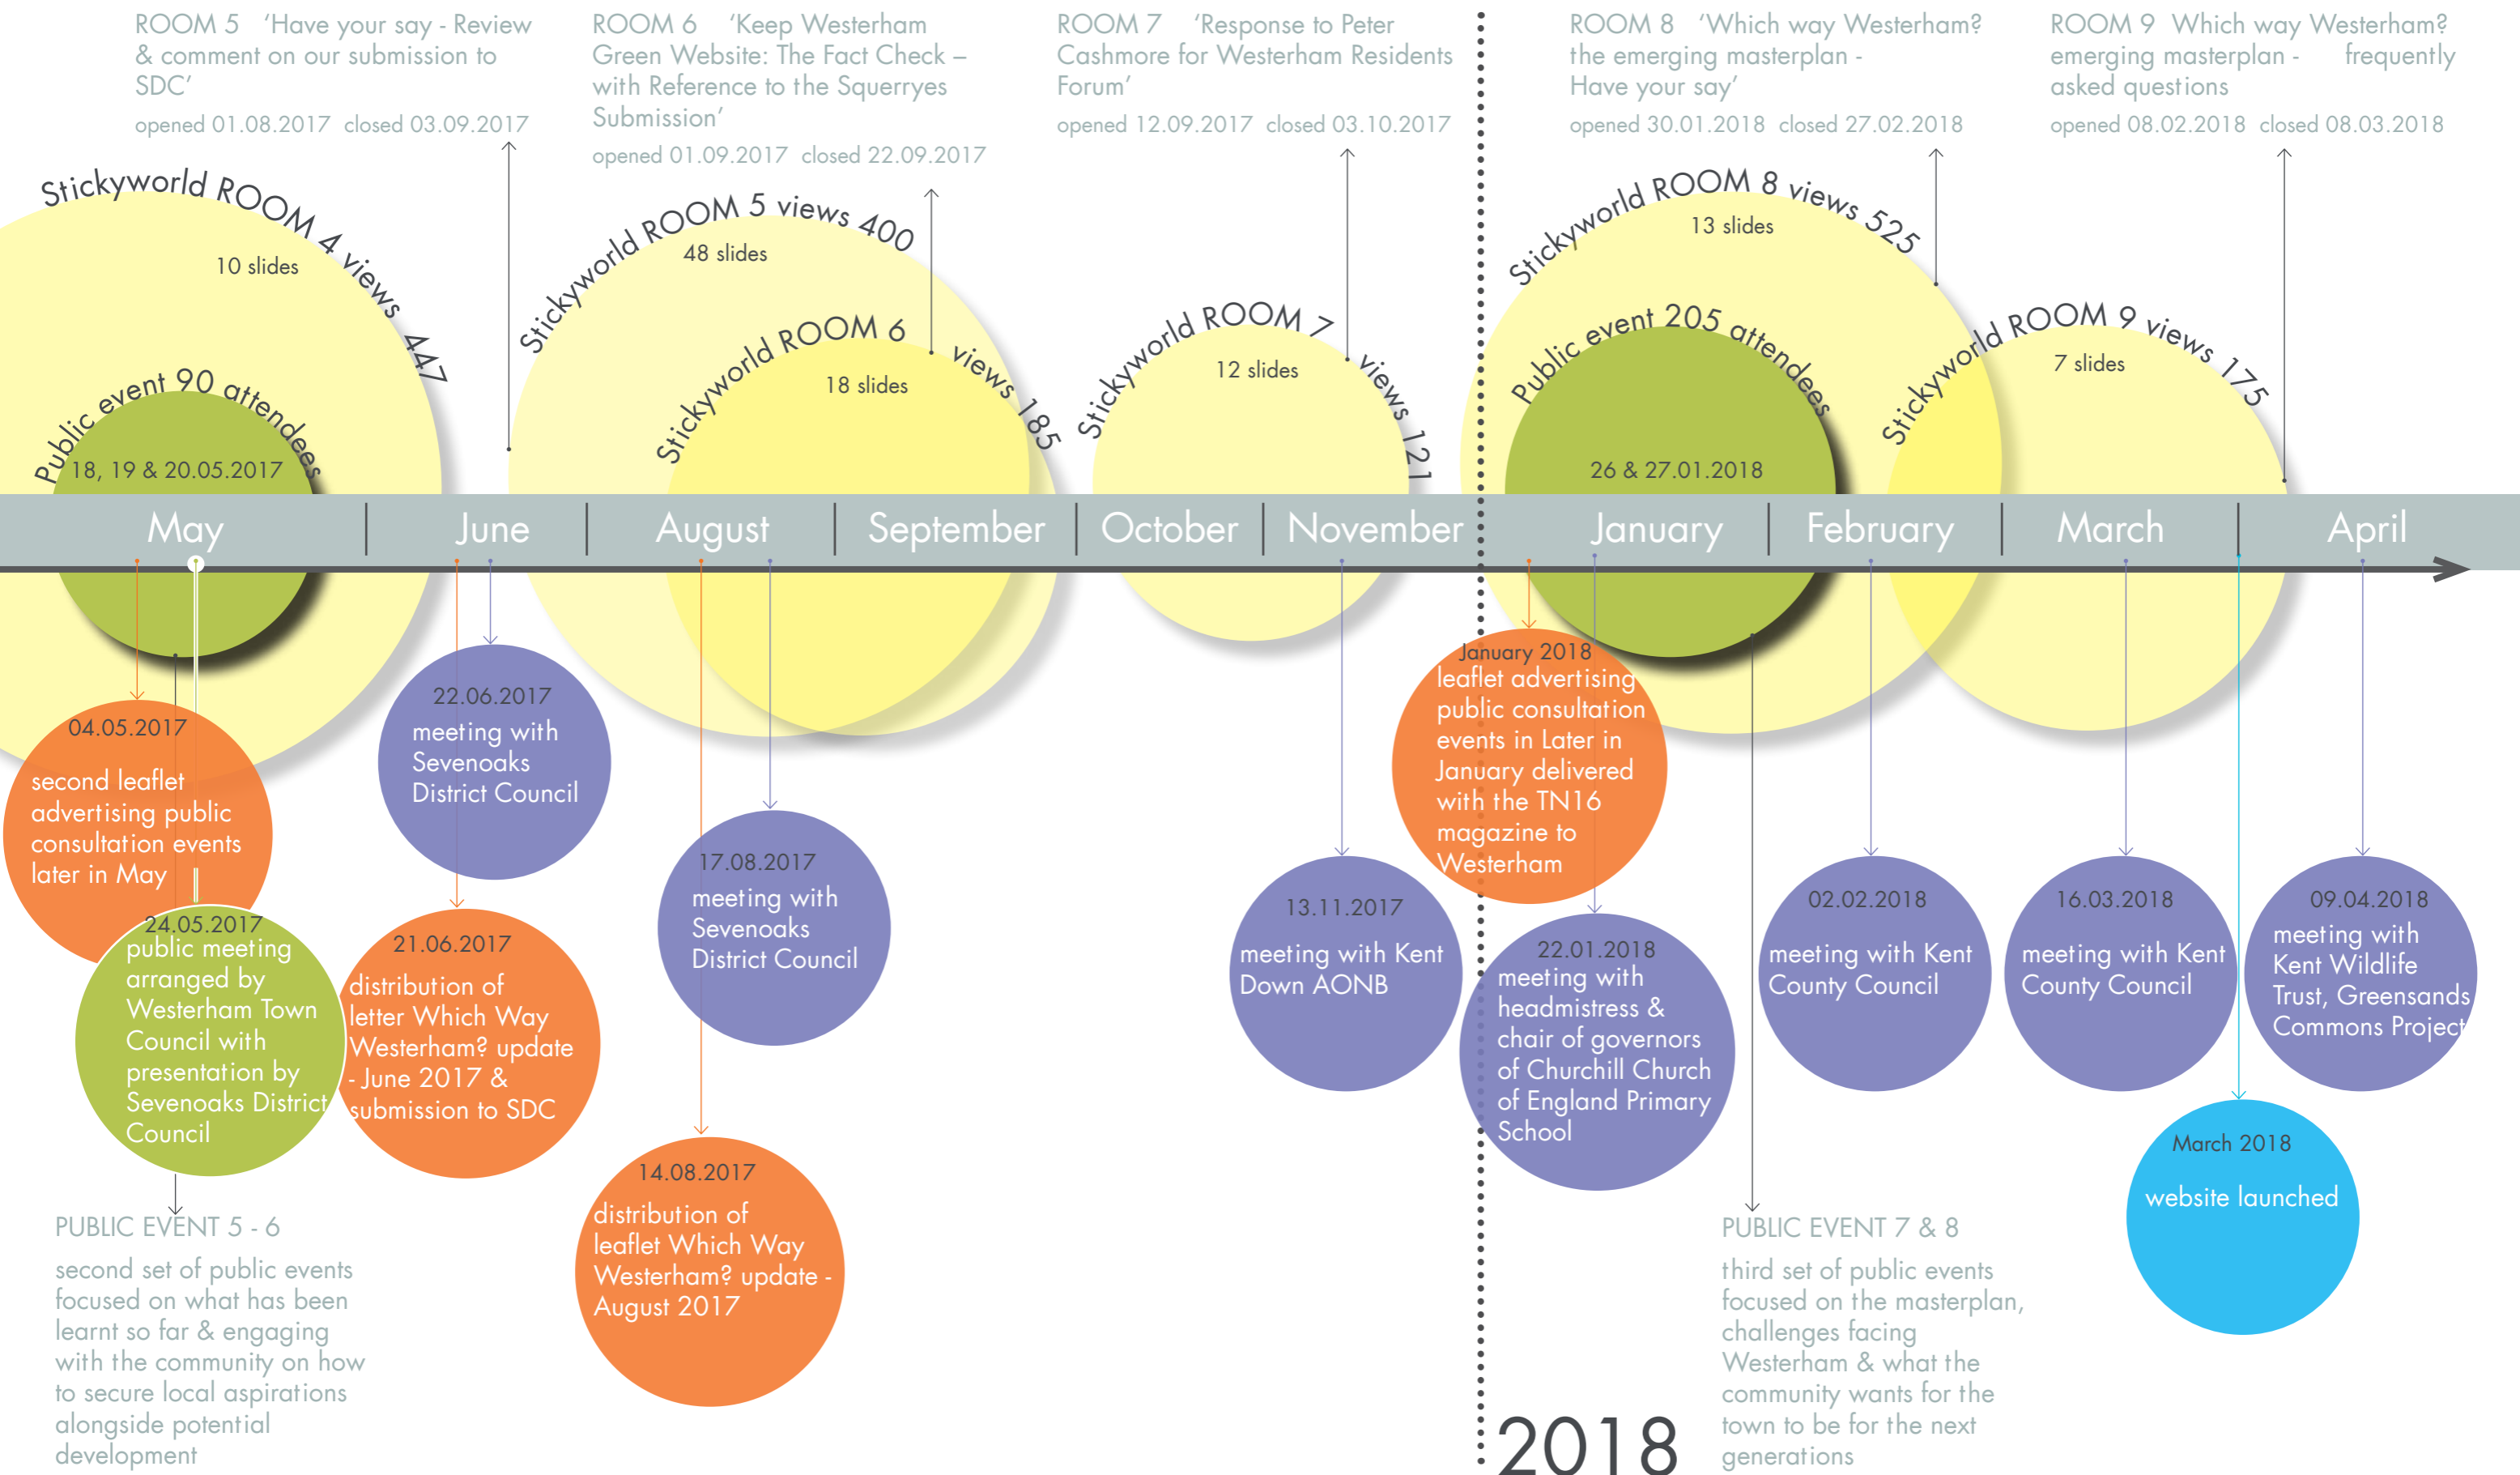 ROOM 5 'Have your say - Review
& comment on our submission to
SDC'
opened 01.08.2017 closed 03.09.2017
ROOM 6 'Keep Westerham
Green Website: The Fact Check –
with Reference to the Squerryes
Submission'
opened 01.09.2017 closed 22.09.2017
ROOM 7 'Response to Peter
Cashmore for Westerham Residents
Forum'
opened 12.09.2017 closed 03.10.2017
ROOM 8 'Which way Westerham?
the emerging masterplan -
Have your say'
opened 30.01.2018 closed 27.02.2018
ROOM 9 Which way Westerham?
emerging masterplan - frequently
asked questions
opened 08.02.2018 closed 08.03.2018
Stickyworld ROOM 4 views 447
10 slides
Public event 90 attendees
18, 19 & 20.05.2017
Stickyworld ROOM 5 views 400
48 slides
Stickyworld ROOM 6 views 185
18 slides
Stickyworld ROOM 7 views 121
12 slides
Stickyworld ROOM 8 views 525
13 slides
Public event 205 attendees
26 & 27.01.2018
Stickyworld ROOM 9 views 175
7 slides
May
June
August
September
October
November
January
February
March
April
04.05.2017
second leaflet
advertising public
consultation events
later in May
24.05.2017
public meeting
arranged by
Westerham Town
Council with
presentation by
Sevenoaks District
Council
22.06.2017
meeting with
Sevenoaks
District Council
21.06.2017
distribution of
letter Which Way
Westerham? update
- June 2017 &
submission to SDC
17.08.2017
meeting with
Sevenoaks
District Council
14.08.2017
distribution of
leaflet Which Way
Westerham? update -
August 2017
13.11.2017
meeting with Kent
Down AONB
January 2018
leaflet advertising
public consultation
events in Later in
January delivered
with the TN16
magazine to
Westerham
22.01.2018
meeting with
headmistress &
chair of governors
of Churchill Church
of England Primary
School
02.02.2018
meeting with Kent
County Council
16.03.2018
meeting with Kent
County Council
09.04.2018
meeting with
Kent Wildlife
Trust, Greensands
Commons Project
March 2018
website launched
PUBLIC EVENT 5 - 6
second set of public events
focused on what has been
learnt so far & engaging
with the community on how
to secure local aspirations
alongside potential
development
PUBLIC EVENT 7 & 8
third set of public events
focused on the masterplan,
challenges facing
Westerham & what the
community wants for the
town to be for the next
generations
2018